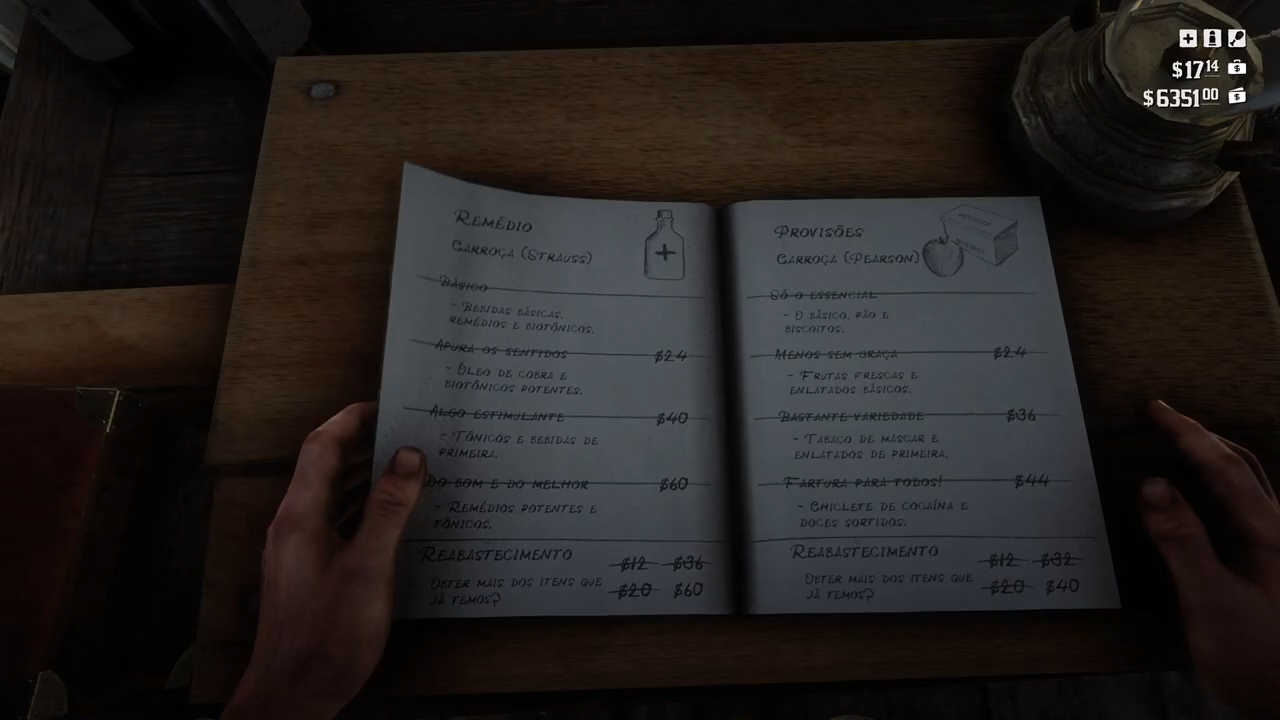 $17 14
$6351 00
REMÉDIO
CARROÇA (STRAUSS)
BÁSICO
- BEBIDAS BÁSICAS,
REMÉDIOS E BIOTÔNICOS.
APURA OS SENTIDOS $24
- ÓLEO DE COBRA E
BIOTÔNICOS POTENTES.
ALGO ESTIMULANTE $40
- TÔNICOS E BEBIDAS DE
PRIMEIRA.
DO BOM E DO MELHOR $60
- REMÉDIOS POTENTES E
TÔNICOS.
REABASTECIMENTO $12 $36
OBTER MAIS DOS ITENS QUE $20 $60
JÁ TEMOS?
PROVISÕES
CARROÇA (PEARSON)
SÓ O ESSENCIAL
- O BÁSICO, PÃO E
BISCOITOS.
MENOS SEM GRAÇA $24
- FRUTAS FRESCAS E
ENLATADOS BÁSICOS.
BASTANTE VARIEDADE $36
- TABACO DE MASCAR E
ENLATADOS DE PRIMEIRA.
FARTURA PARA TODOS! $44
- CHICLETE DE COCAÍNA E
DOCES SORTIDOS.
REABASTECIMENTO $12 $32
OBTER MAIS DOS ITENS QUE $20 $40
JÁ TEMOS?